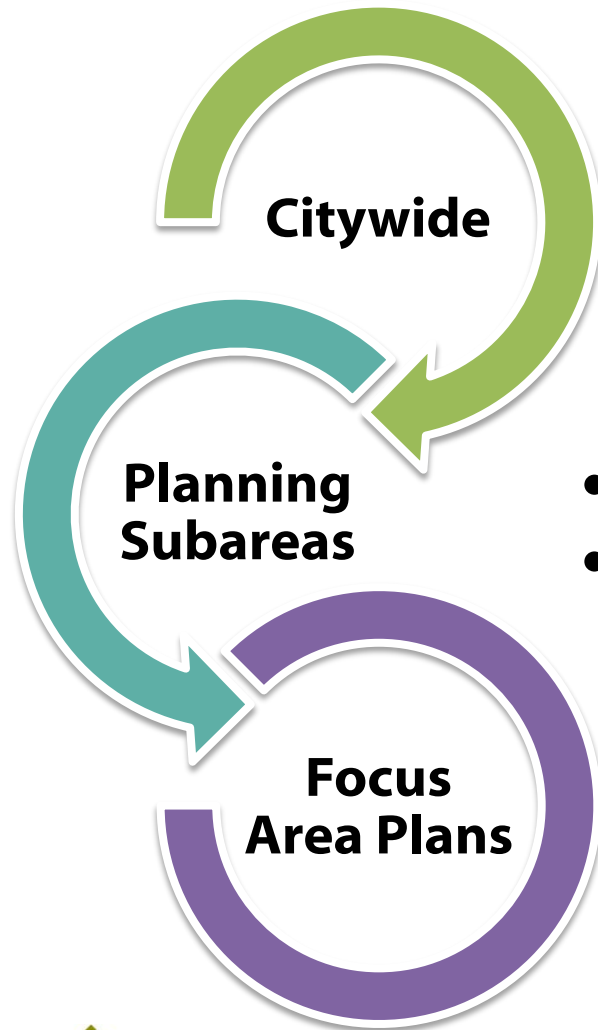 Citywide
Planning
Subareas
•
•
Focus
Area Plans